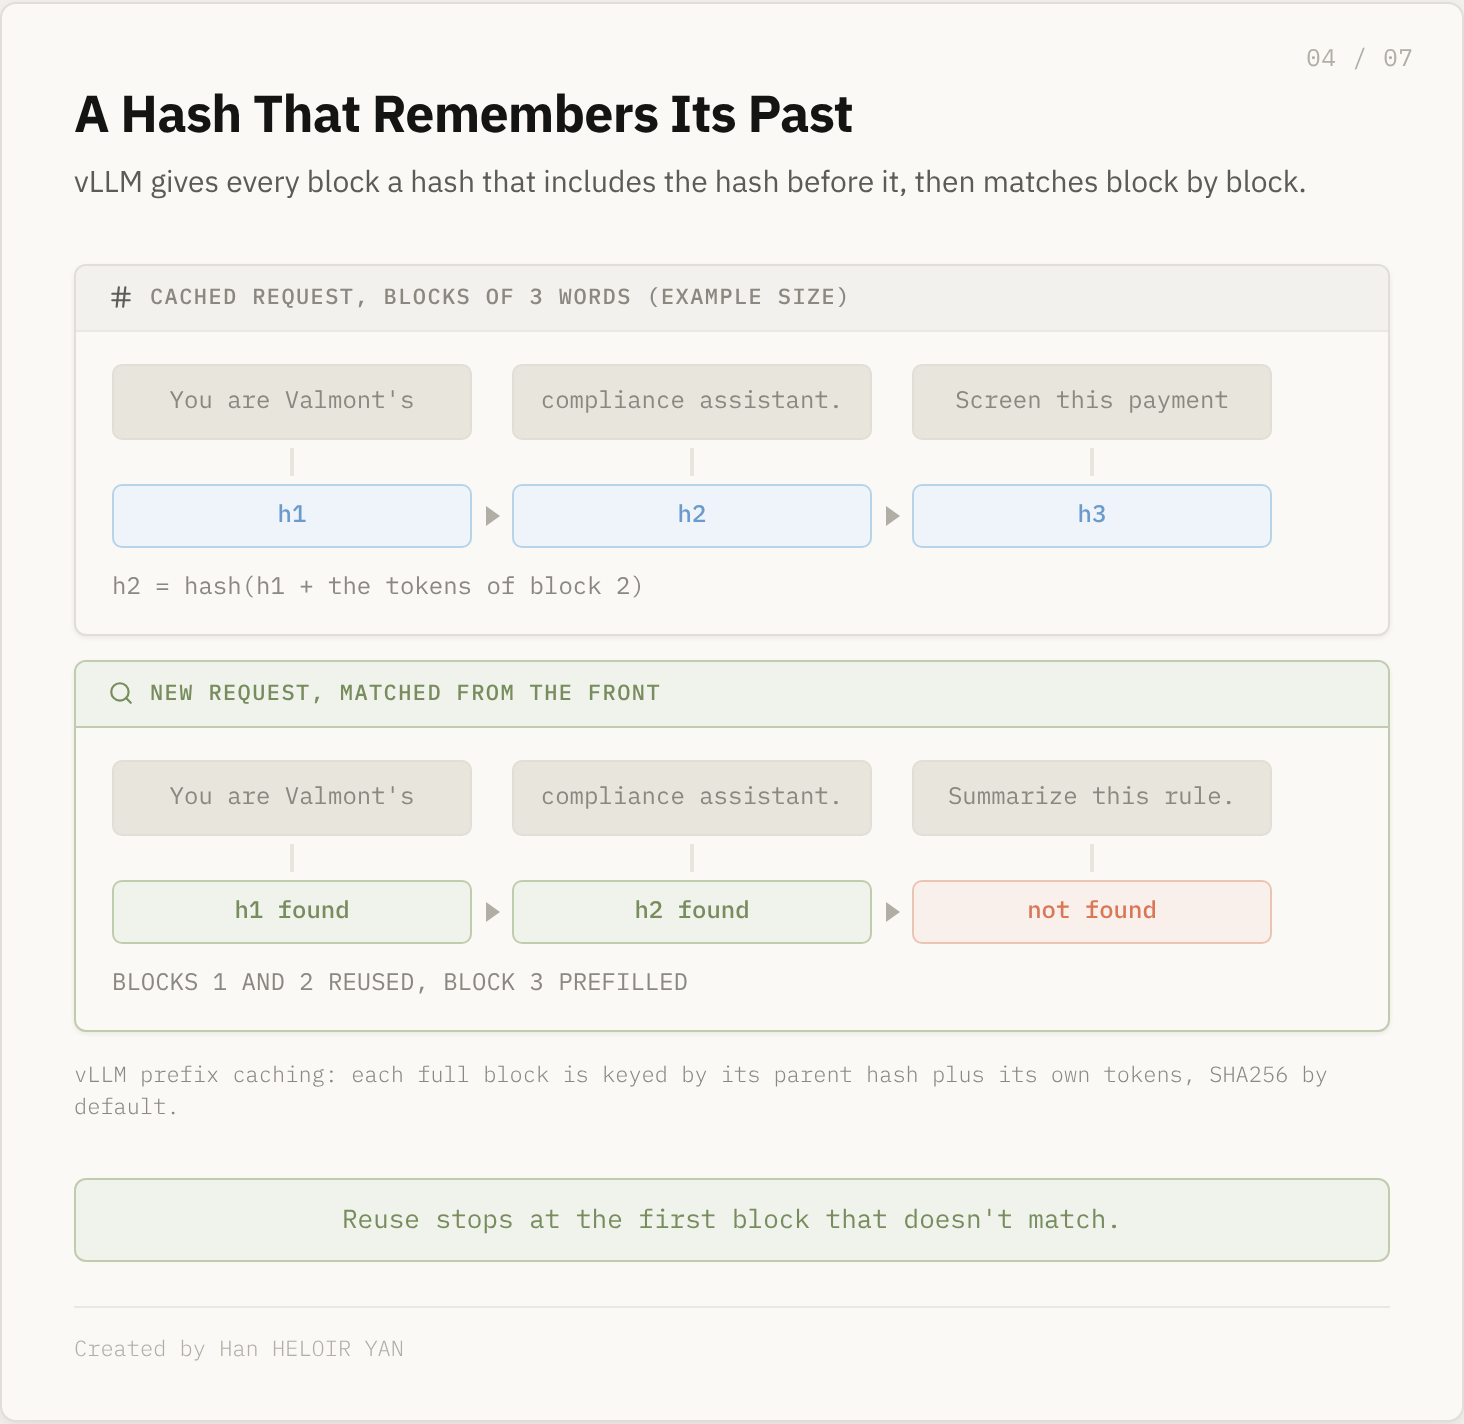 04 / 07
A Hash That Remembers Its Past
vLLM gives every block a hash that includes the hash before it, then matches block by block.
# CACHED REQUEST, BLOCKS OF 3 WORDS (EXAMPLE SIZE)
You are Valmont's
compliance assistant.
Screen this payment
h1
h2
h3
h2 = hash(h1 + the tokens of block 2)
NEW REQUEST, MATCHED FROM THE FRONT
You are Valmont's
compliance assistant.
Summarize this rule.
h1 found
h2 found
not found
BLOCKS 1 AND 2 REUSED, BLOCK 3 PREFILLED
vLLM prefix caching: each full block is keyed by its parent hash plus its own tokens, SHA256 by
default.
Reuse stops at the first block that doesn't match.
Created by Han HELOIR YAN